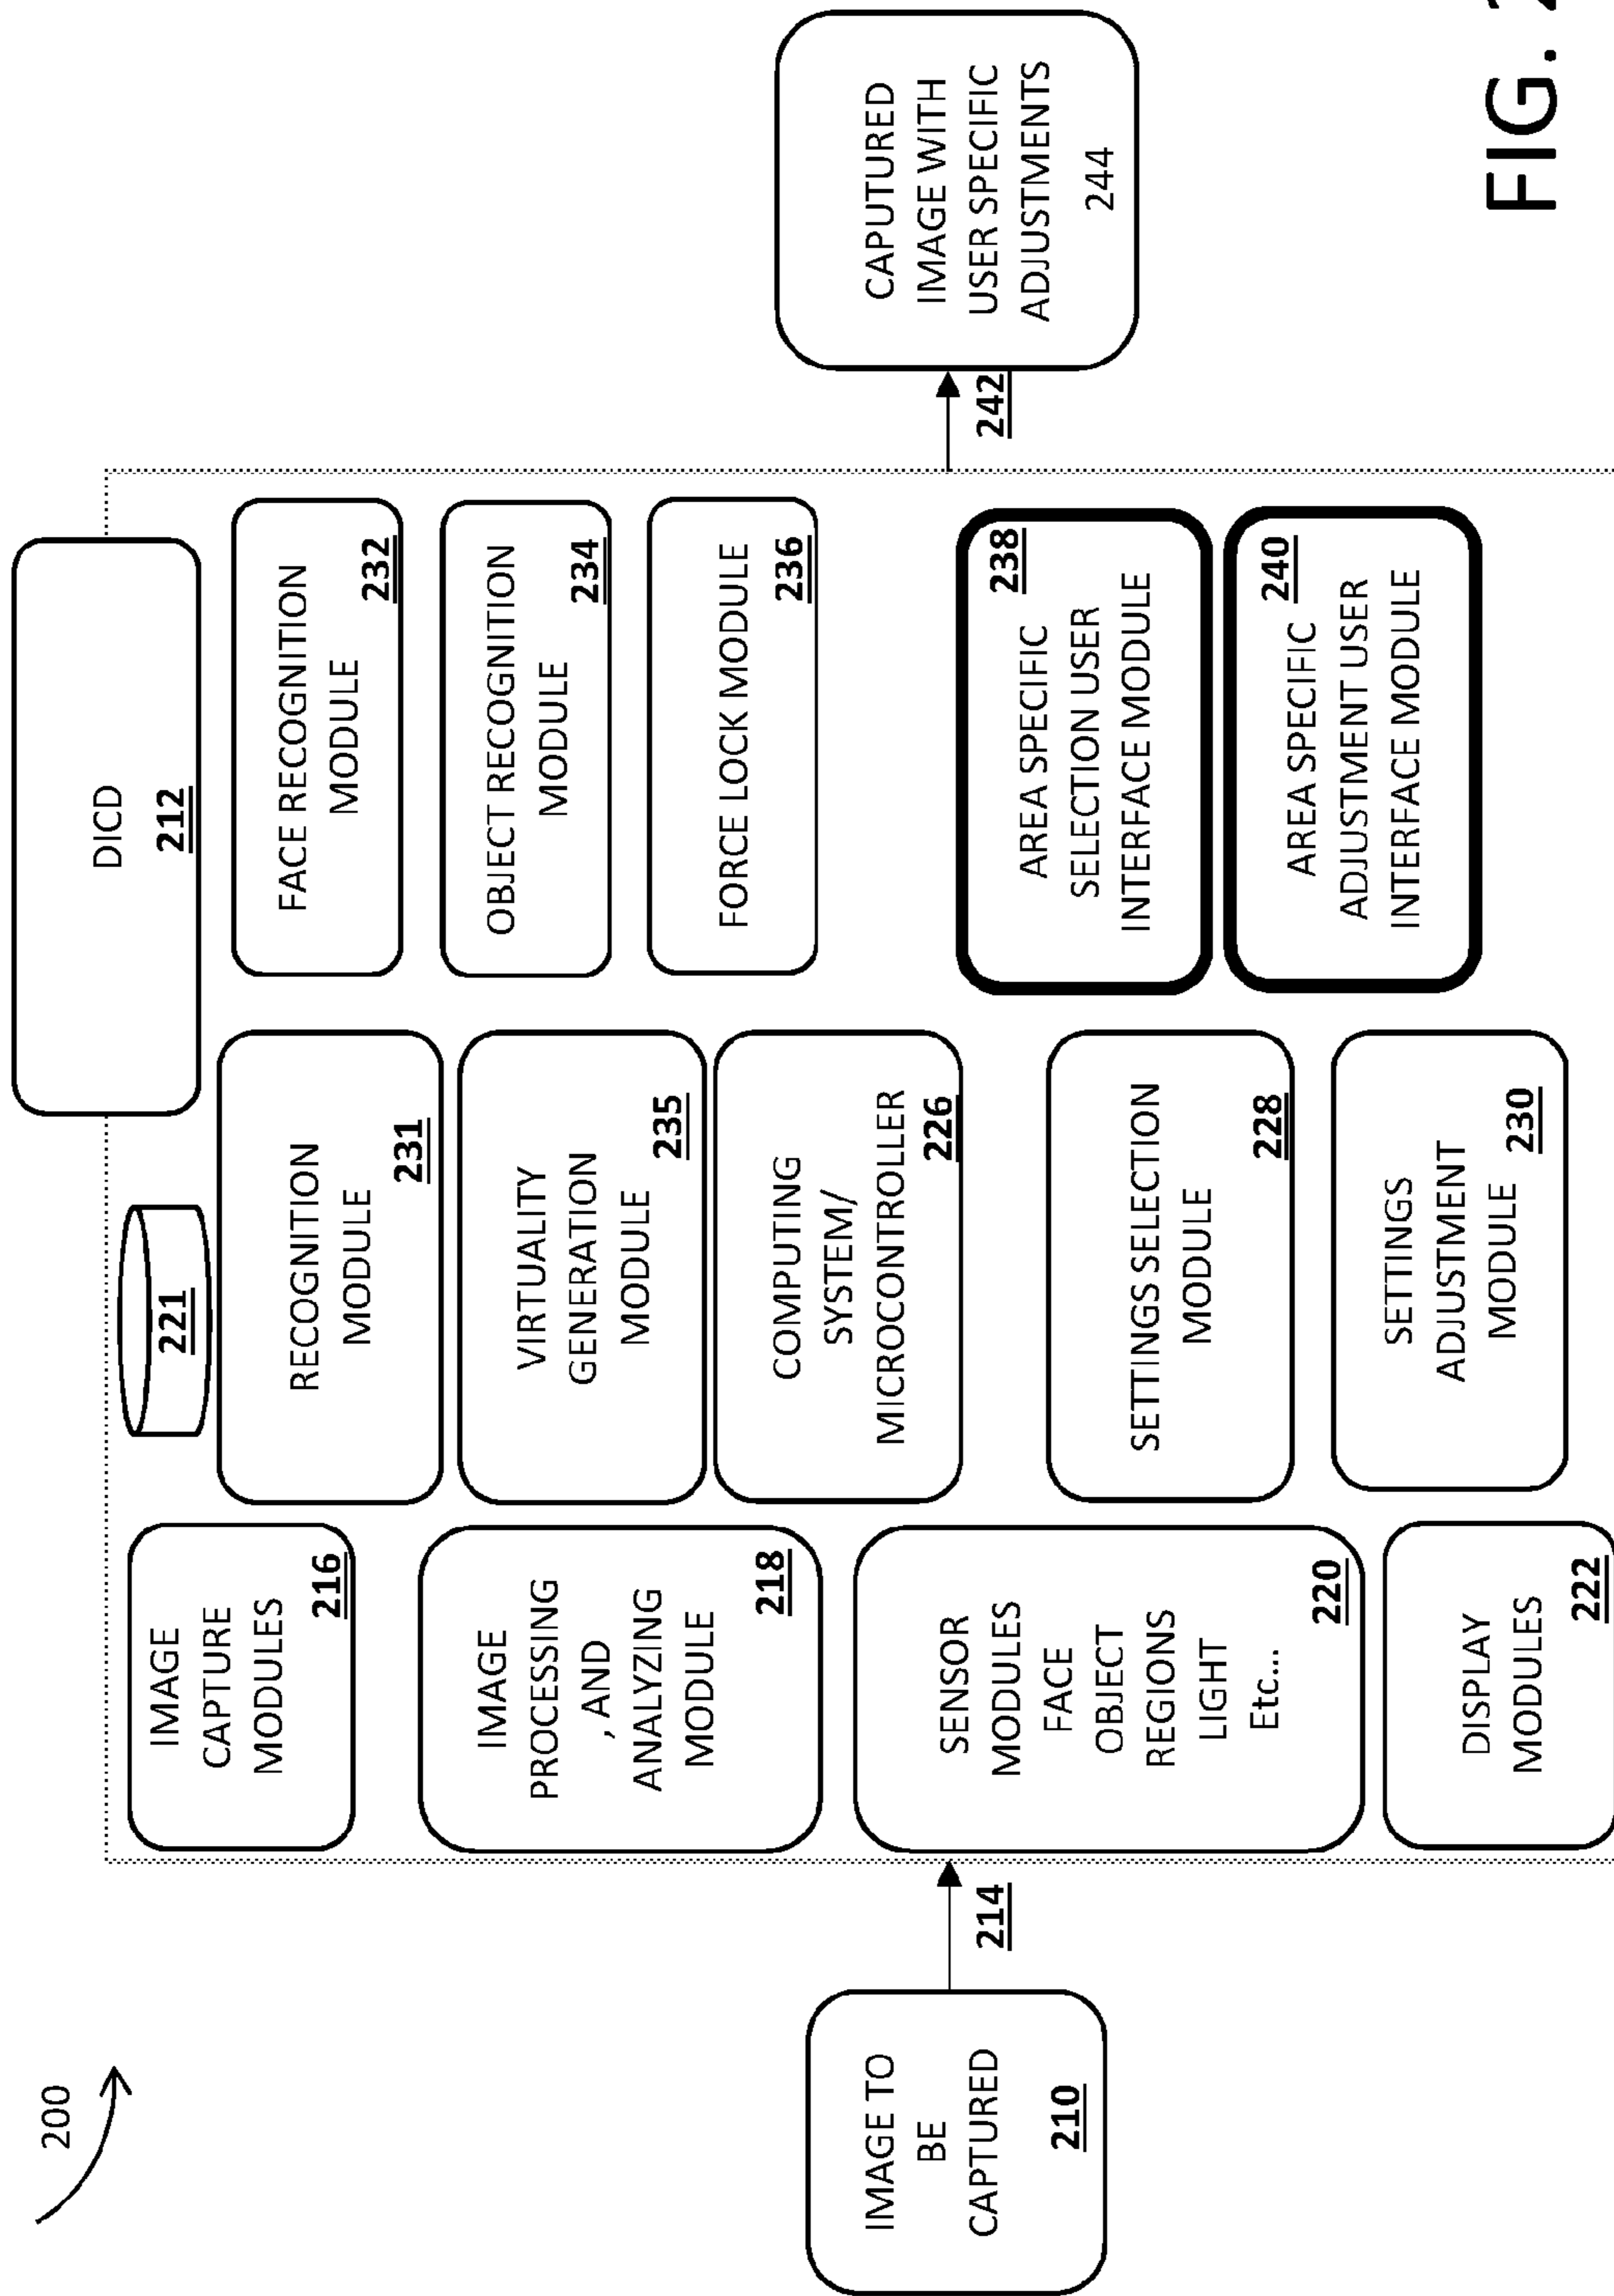 200
DICD
212
221
IMAGE
CAPTURE
MODULES
216
IMAGE
PROCESSING
, AND
ANALYZING
MODULE
218
SENSOR
MODULES
FACE
OBJECT
REGIONS
LIGHT
Etc...
220
DISPLAY
MODULES
222
RECOGNITION
MODULE
231
VIRTUALITY
GENERATION
MODULE
235
COMPUTING
SYSTEM/
MICROCONTROLLER
226
SETTINGS SELECTION
MODULE
228
SETTINGS
ADJUSTMENT
MODULE
230
FACE RECOGNITION
MODULE
232
OBJECT RECOGNITION
MODULE
234
FORCE LOCK MODULE
236
238
AREA SPECIFIC
SELECTION USER
INTERFACE MODULE
240
AREA SPECIFIC
ADJUSTMENT USER
INTERFACE MODULE
IMAGE TO
BE
CAPTURED
210
214
242
CAPUTURED
IMAGE WITH
USER SPECIFIC
ADJUSTMENTS
244
FIG.